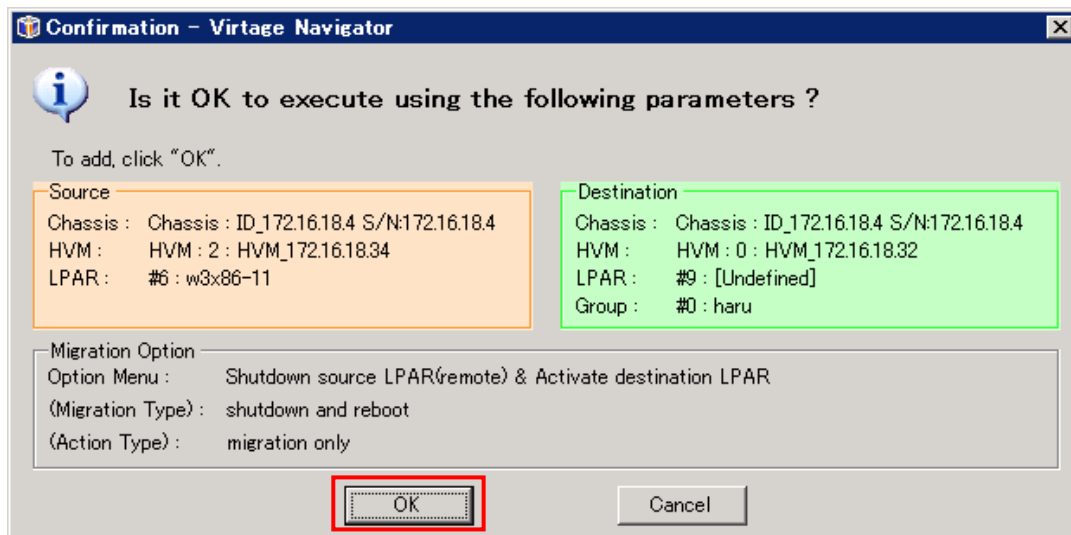 Confirmation - Virtage Navigator
Is it OK to execute using the following parameters ?
To add, click "OK".
Source
Chassis : Chassis : ID_172.16.18.4 S/N:172.16.18.4
HVM : HVM : 2 : HVM_172.16.18.34
LPAR : #6 : w3x86-11
Destination
Chassis : Chassis : ID_172.16.18.4 S/N:172.16.18.4
HVM : HVM : 0 : HVM_172.16.18.32
LPAR : #9 : [Undefined]
Group : #0 : haru
Migration Option
Option Menu : Shutdown source LPAR(remote) & Activate destination LPAR
(Migration Type) : shutdown and reboot
(Action Type) : migration only
OK Cancel